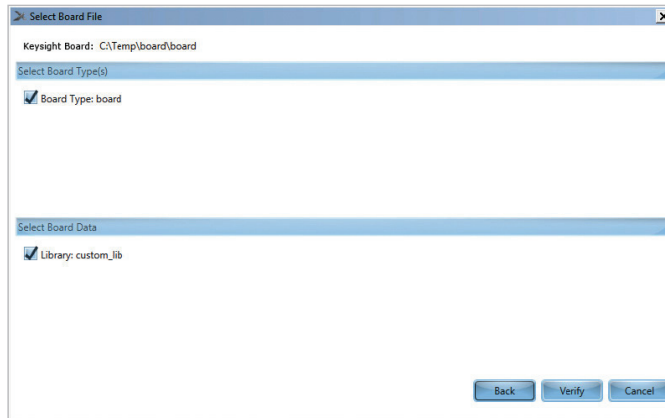 Select Board File
Keysight Board: C:\Temp\board\board
Select Board Type(s)
Board Type: board
Select Board Data
Library: custom_lib
Back Verify Cancel